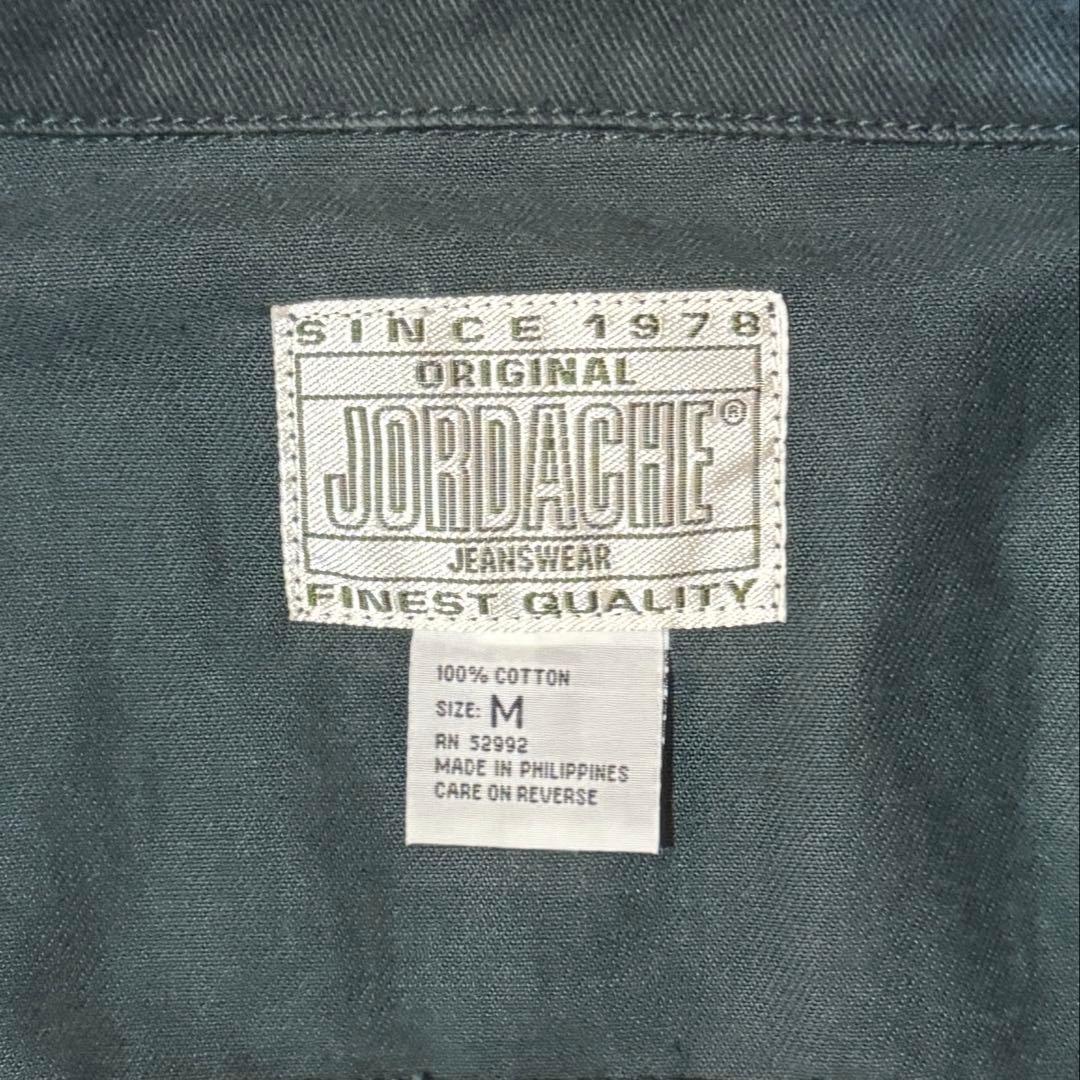 SINCE 1978
ORIGINAL
JORDACHE®
JEANSWEAR
FINEST QUALITY
100% COTTON
SIZE: M
RN 52992
MADE IN PHILIPPINES
CARE ON REVERSE